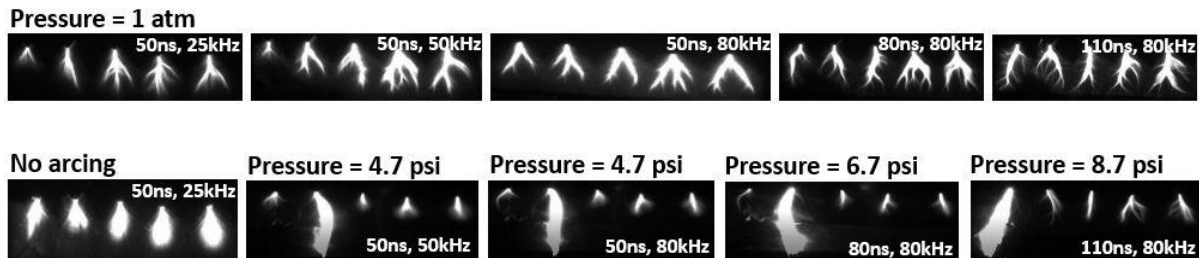 Pressure = 1 atm
50ns, 25kHz
50ns, 50kHz
50ns, 80kHz
80ns, 80kHz
110ns, 80kHz
No arcing
Pressure = 4.7 psi
Pressure = 4.7 psi
Pressure = 6.7 psi
Pressure = 8.7 psi
50ns, 25kHz
50ns, 50kHz
50ns, 80kHz
80ns, 80kHz
110ns, 80kHz